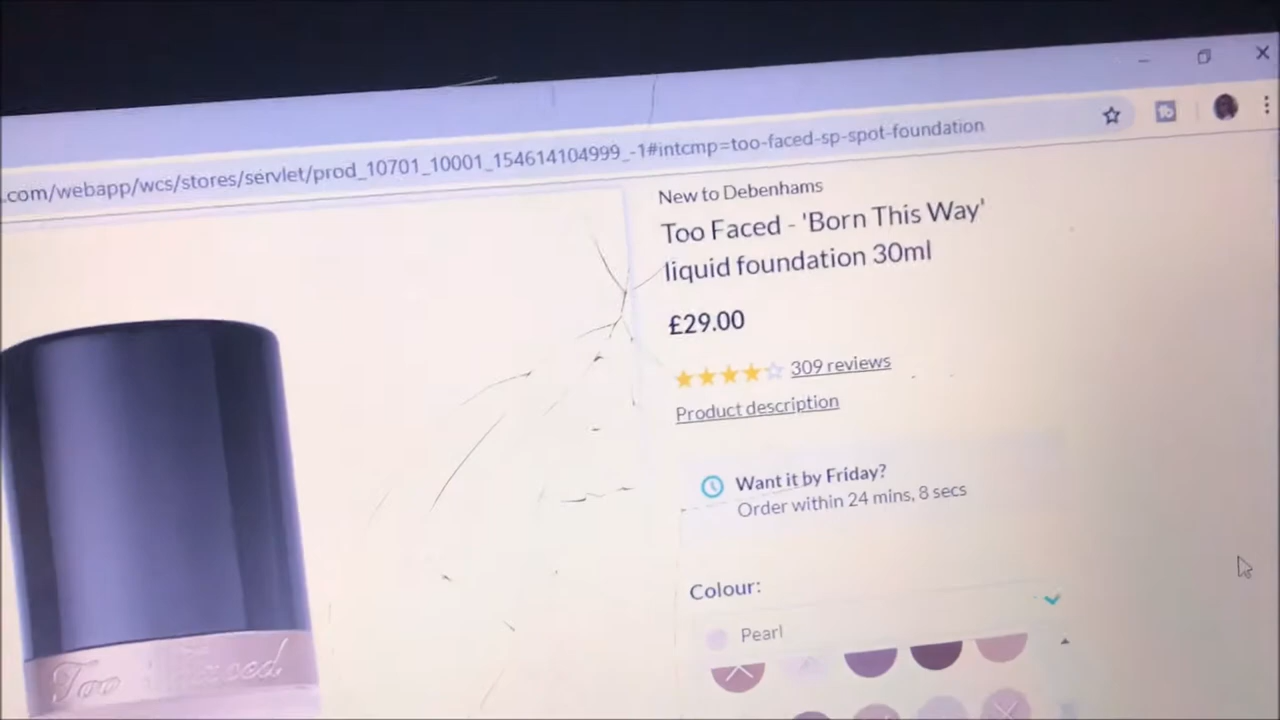 .com/webapp/wcs/stores/servlet/prod_10701_10001_154614104999_-1#intcmp=too-faced-sp-spot-foundation
New to Debenhams
Too Faced - 'Born This Way'
liquid foundation 30ml
£29.00
309 reviews
Product description
Want it by Friday?
Order within 24 mins, 8 secs
Colour:
Pearl
Too Faced